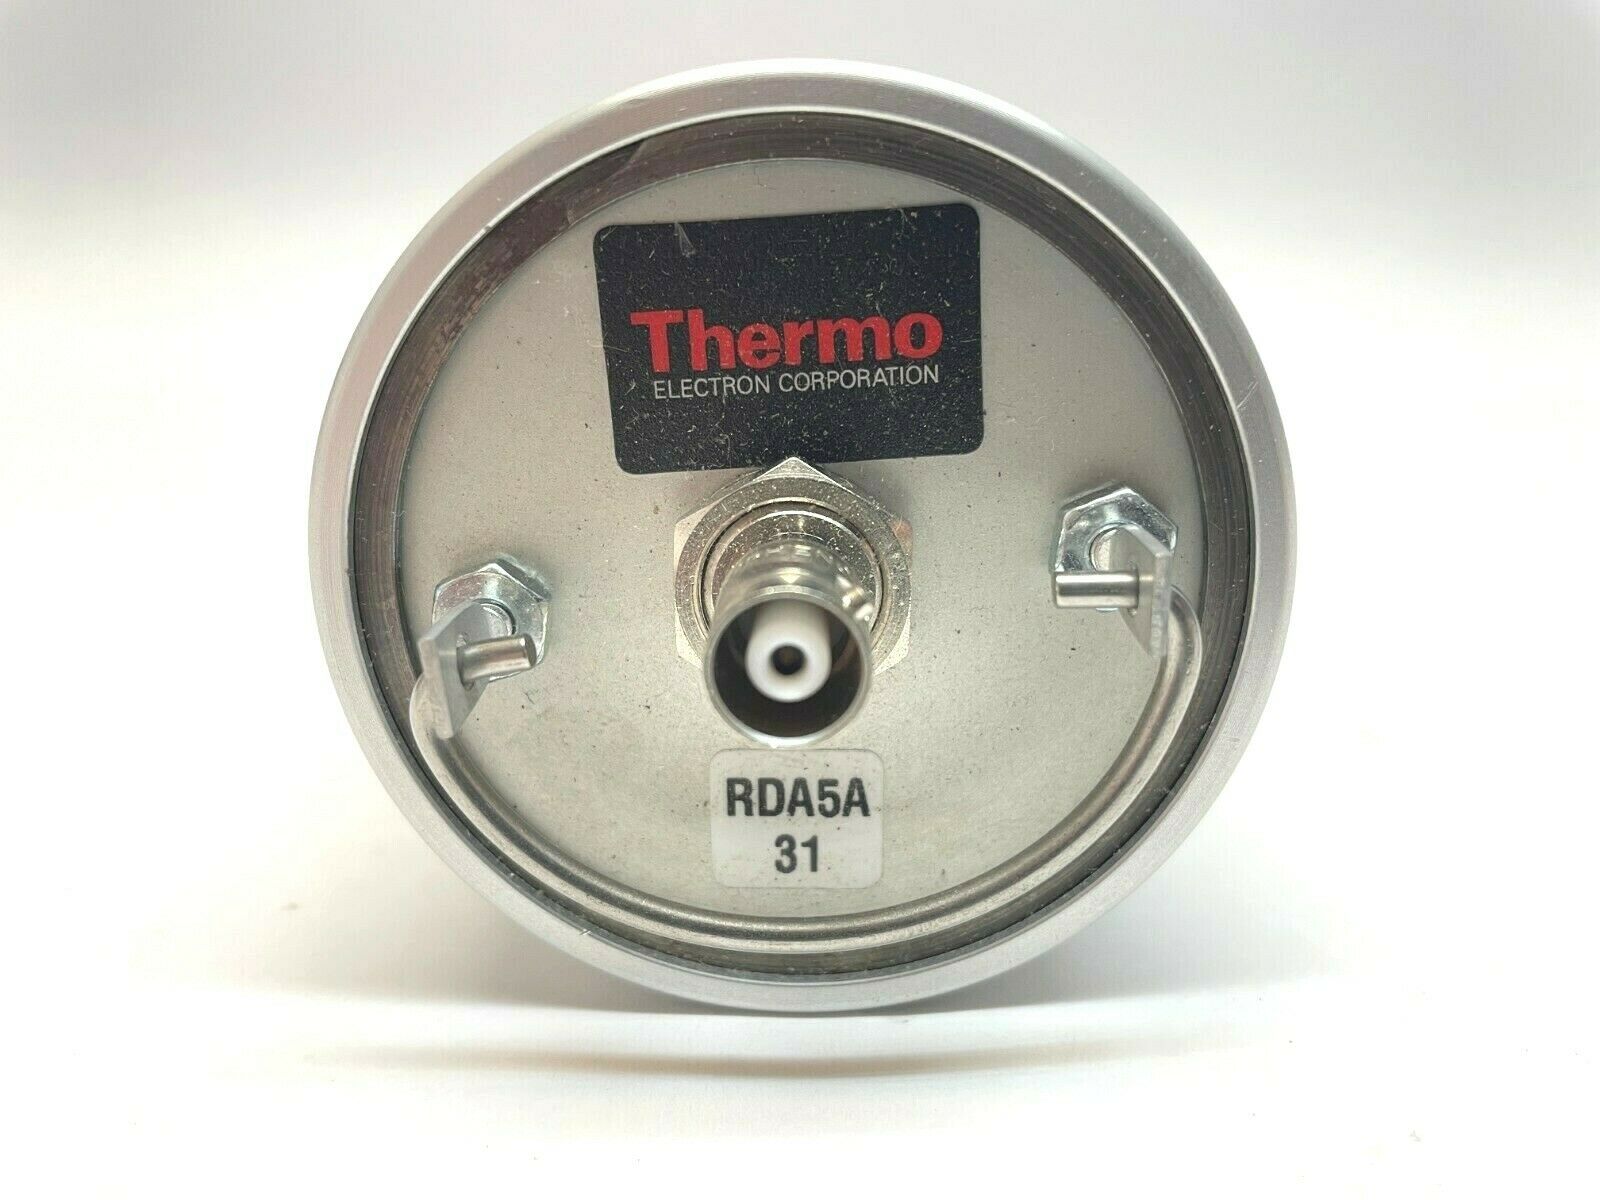 Thermo
ELECTRON CORPORATION
RDA5A
31